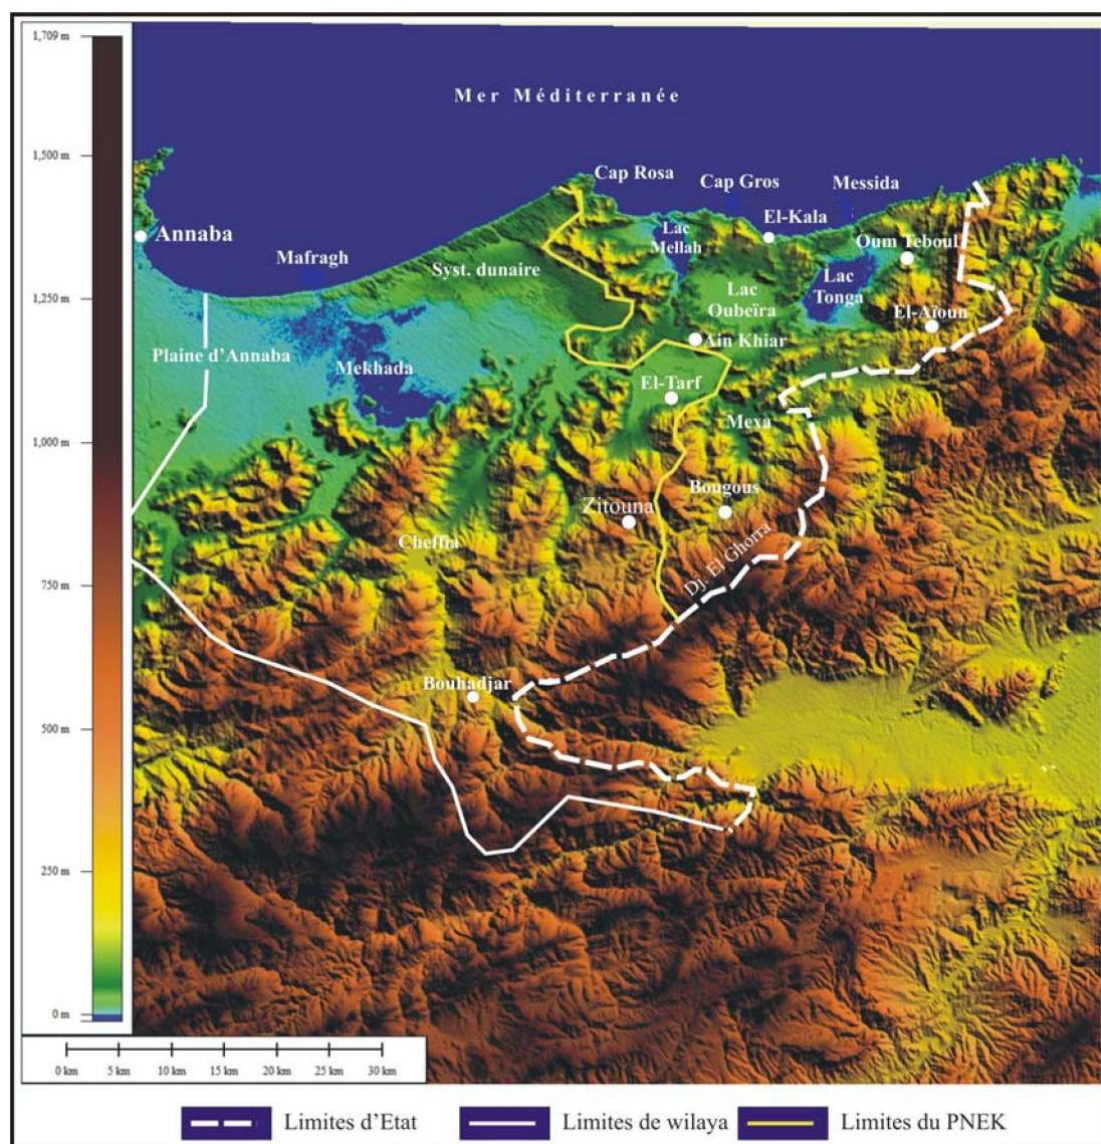 1,709 m
1,500 m
1,250 m
1,000 m
750 m
500 m
250 m
0 m
Mer Méditerranée
Cap Rosa
Cap Gros
Messida
El-Kala
Annaba
Lac
Mellah
Oum Teboul
Mafragh
Syst. dunaire
Lac
Oubeïra
Lac
Tonga
El-Aïoun
Plaine d'Annaba
Mekhada
Ain Khiar
El-Tarf
Mexa
Bougous
Zitouna
Cheffia
Dj. El Ghorra
Bouhadjar
0 km 5 km 10 km 15 km 20 km 25 km 30 km
Limites d'Etat Limites de wilaya Limites du PNEK